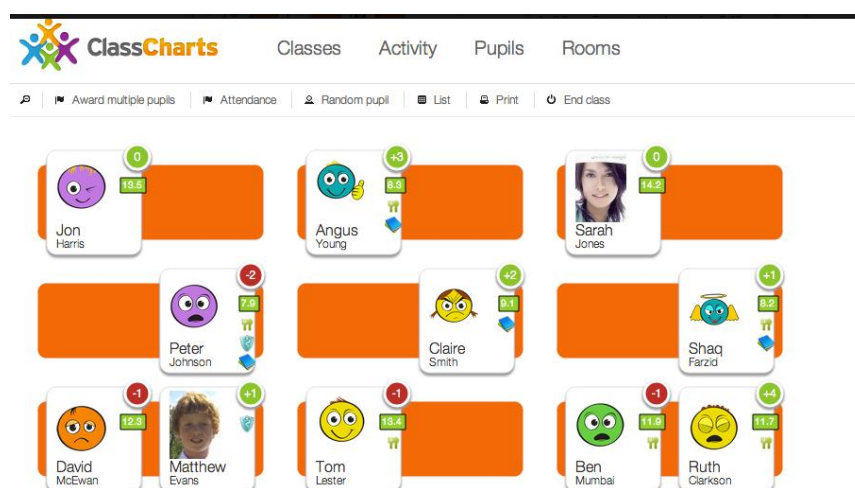 ClassCharts Classes Activity Pupils Rooms
Award multiple pupils Attendance Random pupil List Print End class
0 +3 0
13.5 8.3 14.2
Jon Angus Sarah
Harris Young Jones
-2 +2 +1
7.9 9.1 8.2
Peter Claire Shaq
Johnson Smith Farzid
-1 +1 -1 -1 +4
12.3 13.4 11.9 11.7
David Matthew Tom Ben Ruth
McEwan Evans Lester Mumbai Clarkson